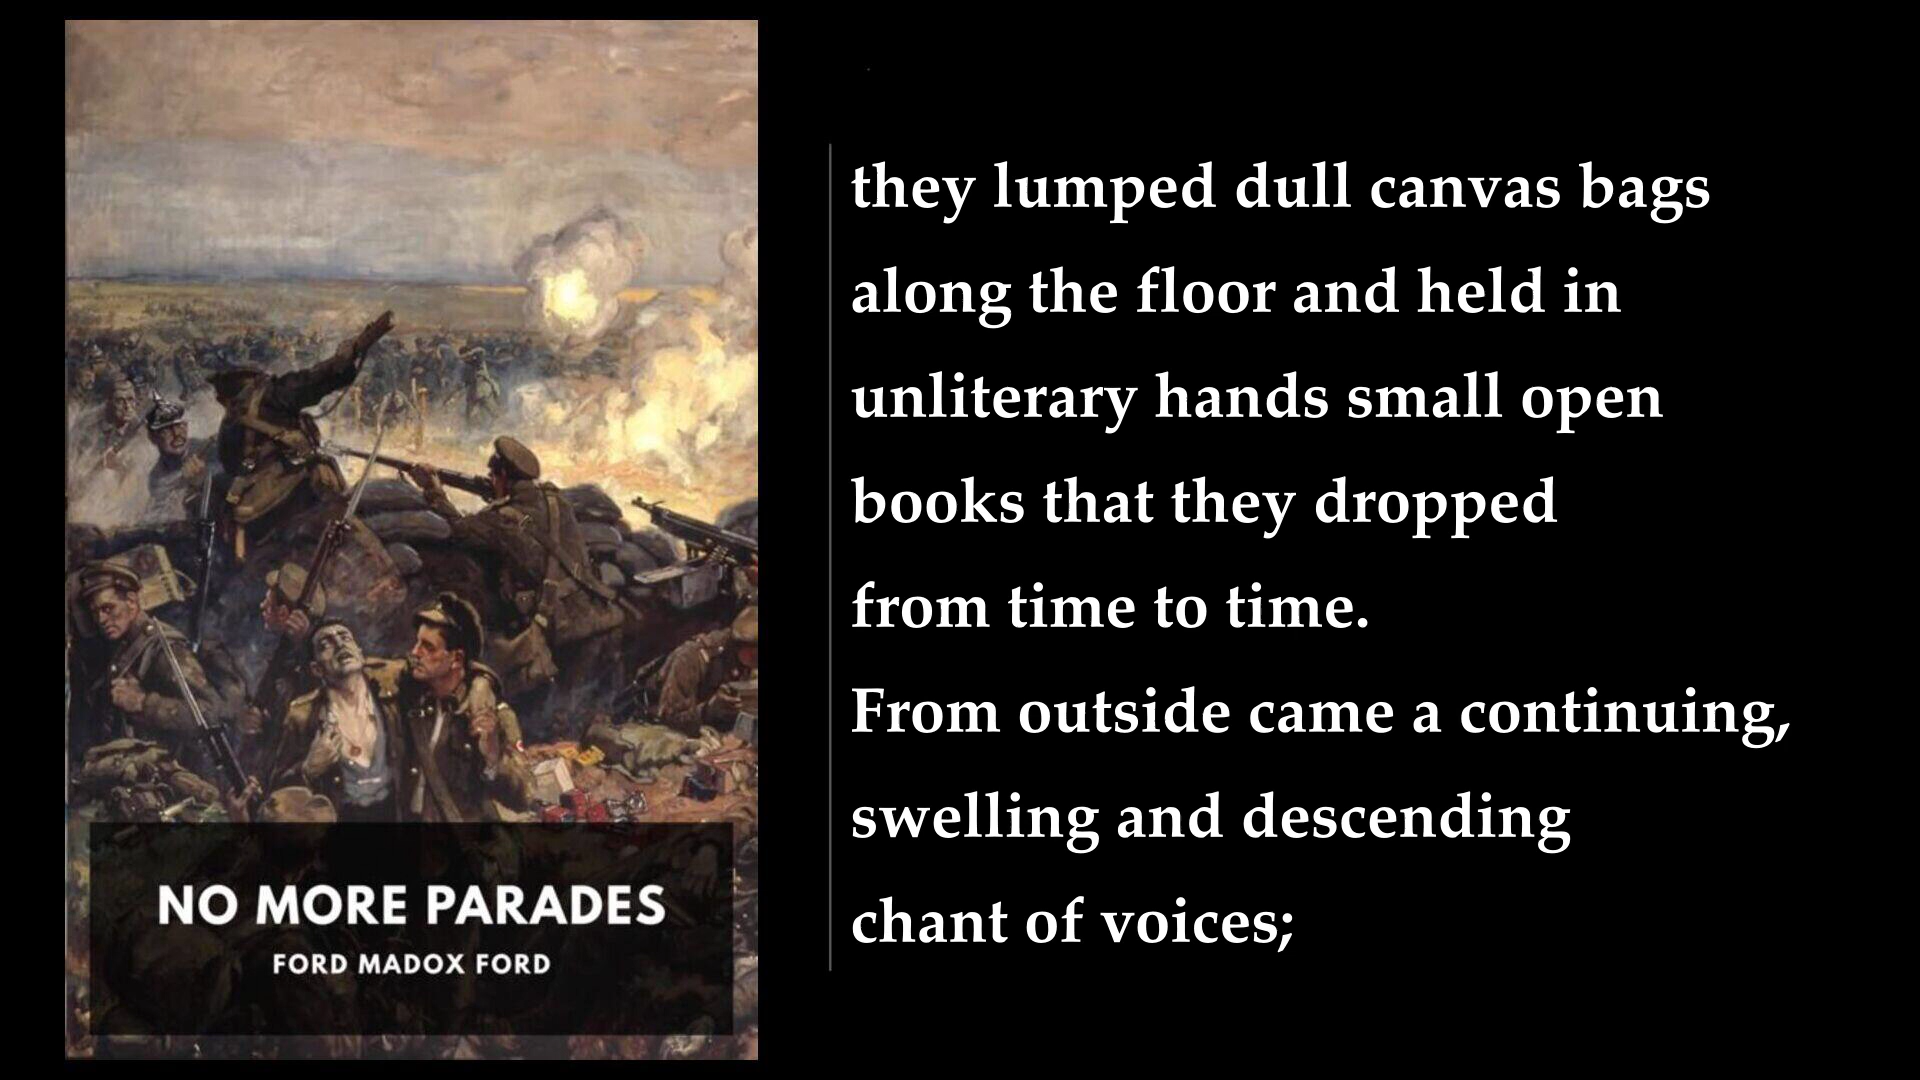 they lumped dull canvas bags
along the floor and held in
unliterary hands small open
books that they dropped
from time to time.
From outside came a continuing,
swelling and descending
chant of voices;
NO MORE PARADES
FORD MADOX FORD